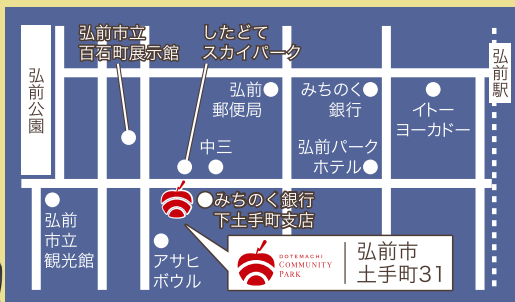 弘前市立
百石町展示館
したどて
スカイパーク
弘前公園
弘前
郵便局
みちのく
銀行
イトー
ヨーカドー
弘前駅
中三
弘前パーク
ホテル
みちのく銀行
下土手町支店
弘前
市立
観光館
アサヒ
ボウル
DOTEMACHI
COMMUNITY
PARK
弘前市
土手町31